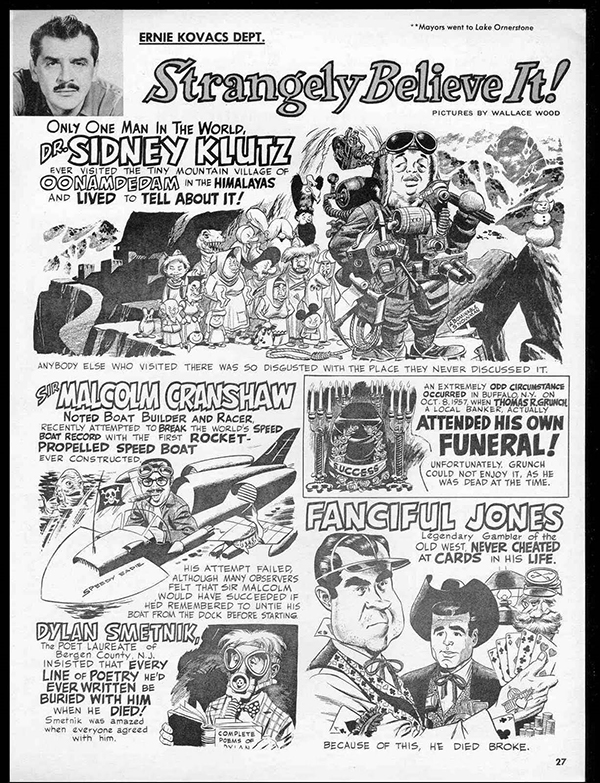 **Mayors went to Lake Ornerstone
ERNIE KOVACS DEPT.
Strangely Believe It!
PICTURES BY WALLACE WOOD
ONLY ONE MAN IN THE WORLD,
DR. SIDNEY KLUTZ
EVER VISITED THE TINY MOUNTAIN VILLAGE OF
OONAMPEDAM IN THE HIMALAYAS
AND LIVED TO TELL ABOUT IT!
ANYBODY ELSE WHO VISITED THERE WAS SO DISGUSTED WITH THE PLACE THEY NEVER DISCUSSED IT.
SIR MALCOLM CRANSHAW
NOTED BOAT BUILDER AND RACER,
RECENTLY ATTEMPTED TO BREAK THE WORLD'S SPEED
BOAT RECORD WITH THE FIRST ROCKET-
PROPELLED SPEED BOAT
EVER CONSTRUCTED.
SPEEDY EADIE
HIS ATTEMPT FAILED,
ALTHOUGH MANY OBSERVERS
FELT THAT SIR MALCOLM
WOULD HAVE SUCCEEDED IF
HE'D REMEMBERED TO UNTIE HIS
BOAT FROM THE DOCK BEFORE STARTING.
SUCCESS
AN EXTREMELY ODD CIRCUMSTANCE
OCCURRED IN BUFFALO, N.Y. ON
OCT. 8, 1957, WHEN THOMAS R. GRUNCH,
A LOCAL BANKER, ACTUALLY
ATTENDED HIS OWN
FUNERAL!
UNFORTUNATELY, GRUNCH
COULD NOT ENJOY IT, AS HE
WAS DEAD AT THE TIME.
DYLAN SMETNIK,
The POET LAUREATE of
Bergen County, N.J.
INSISTED THAT EVERY
LINE OF POETRY HE'D
EVER WRITTEN BE
BURIED WITH HIM
WHEN HE DIED!
Smetnik was amazed
when everyone agreed
with him.
COMPLETE
POEMS OF
DYLAN
FANCIFUL JONES
Legendary Gambler of the
OLD WEST, NEVER CHEATED
AT CARDS IN HIS LIFE.
BECAUSE OF THIS, HE DIED BROKE.
27